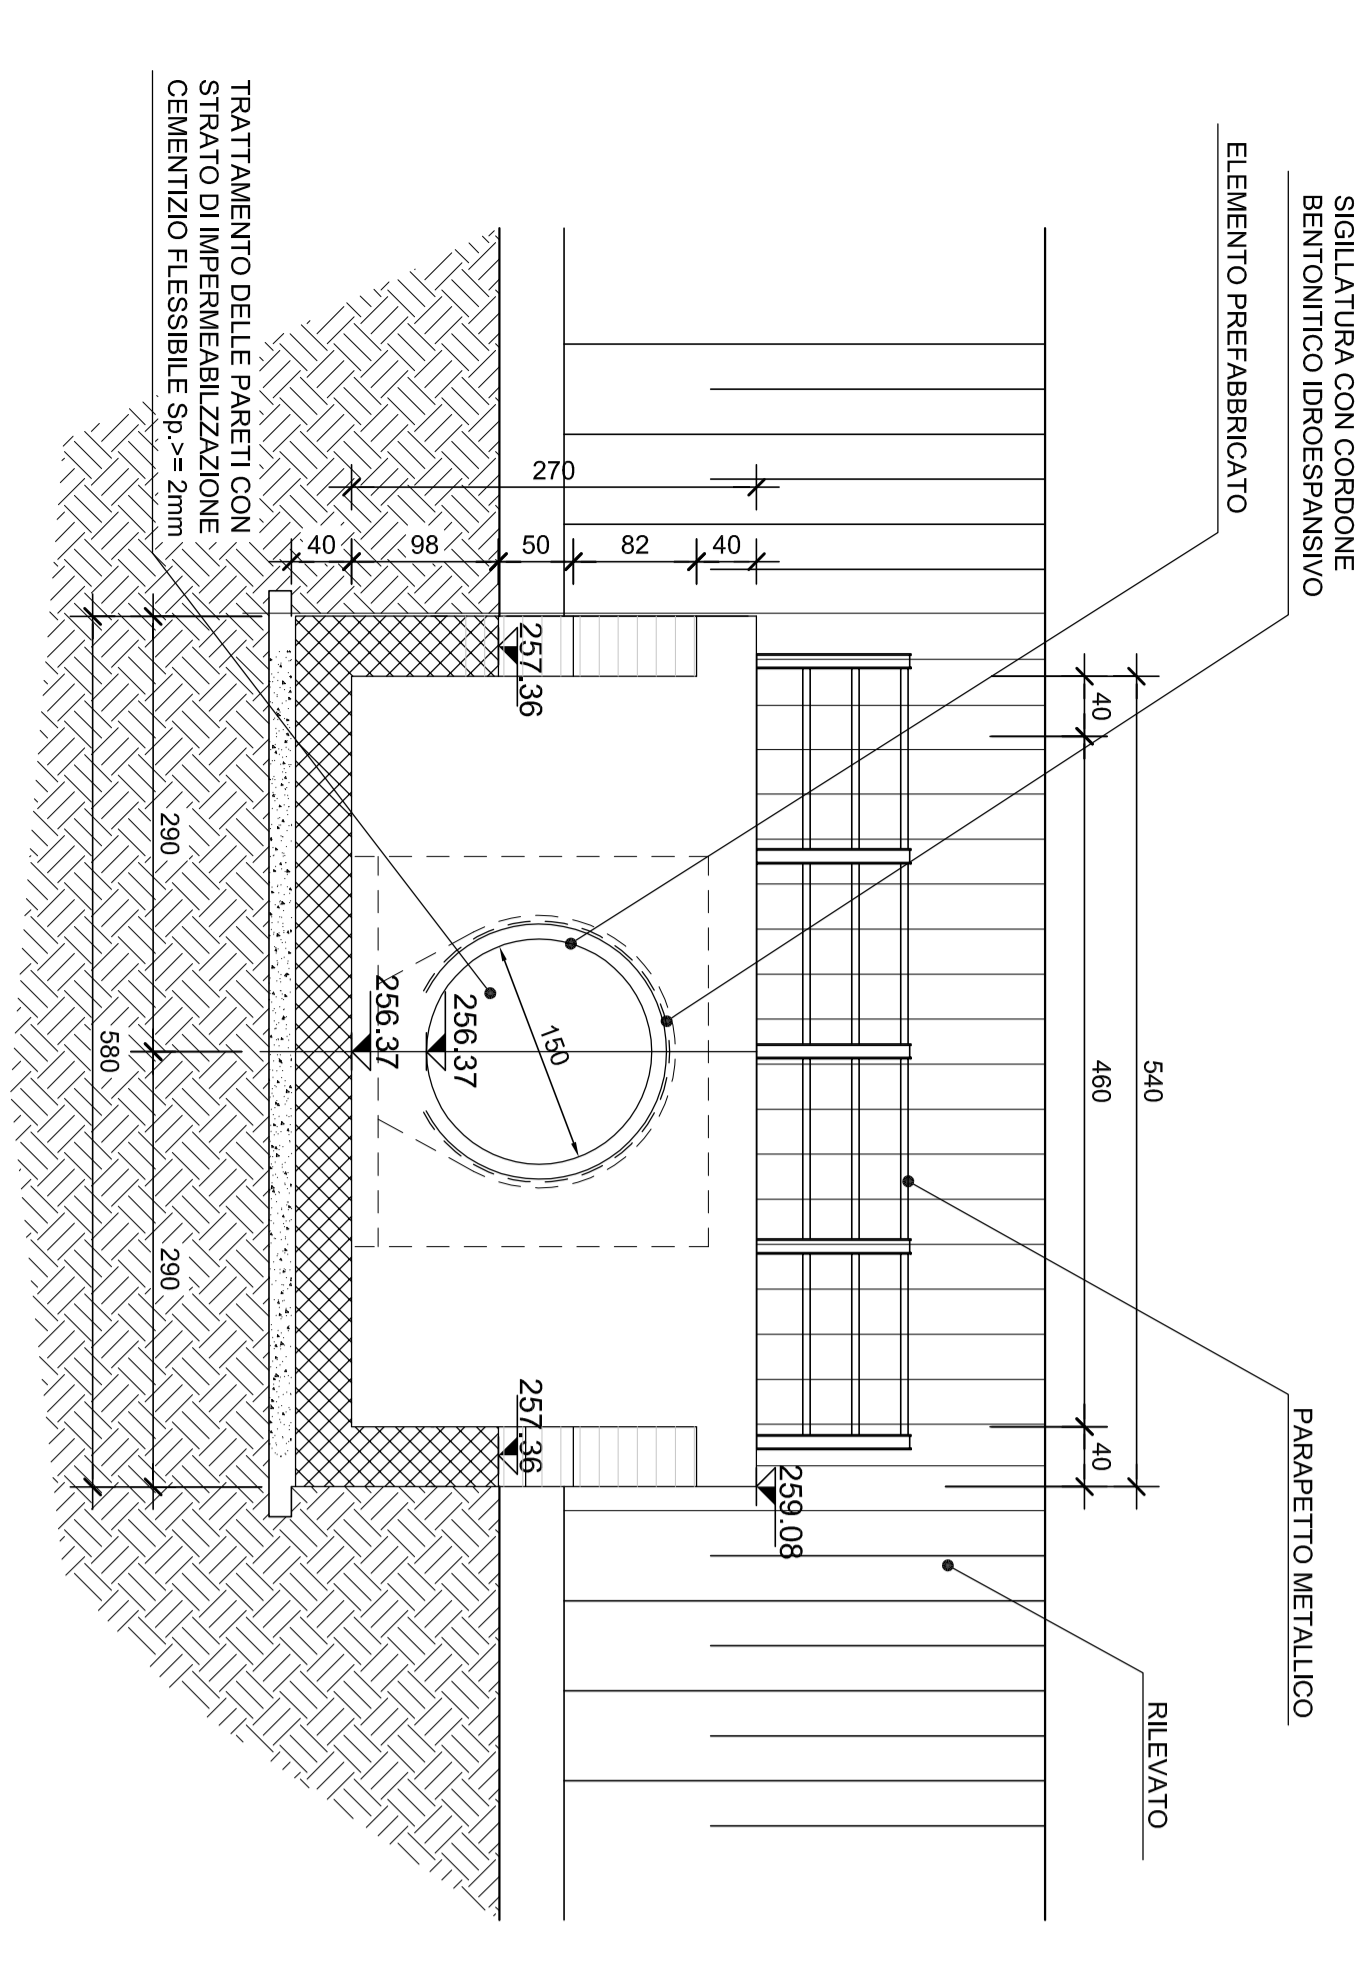 SIGILLATURA CON CORDONE
BENTONITICO IDROESPANSIVO
ELEMENTO PREFABBRICATO
PARAPETTO METALLICO
RILEVATO
540
40
460
40
259.08
270
40
98
50
82
40
257.36
257.36
150
256.37
256.37
TRATTAMENTO DELLE PARETI CON
STRATO DI IMPERMEABILZZAZIONE
CEMENTIZIO FLESSIBILE Sp.>= 2mm
290
290
580